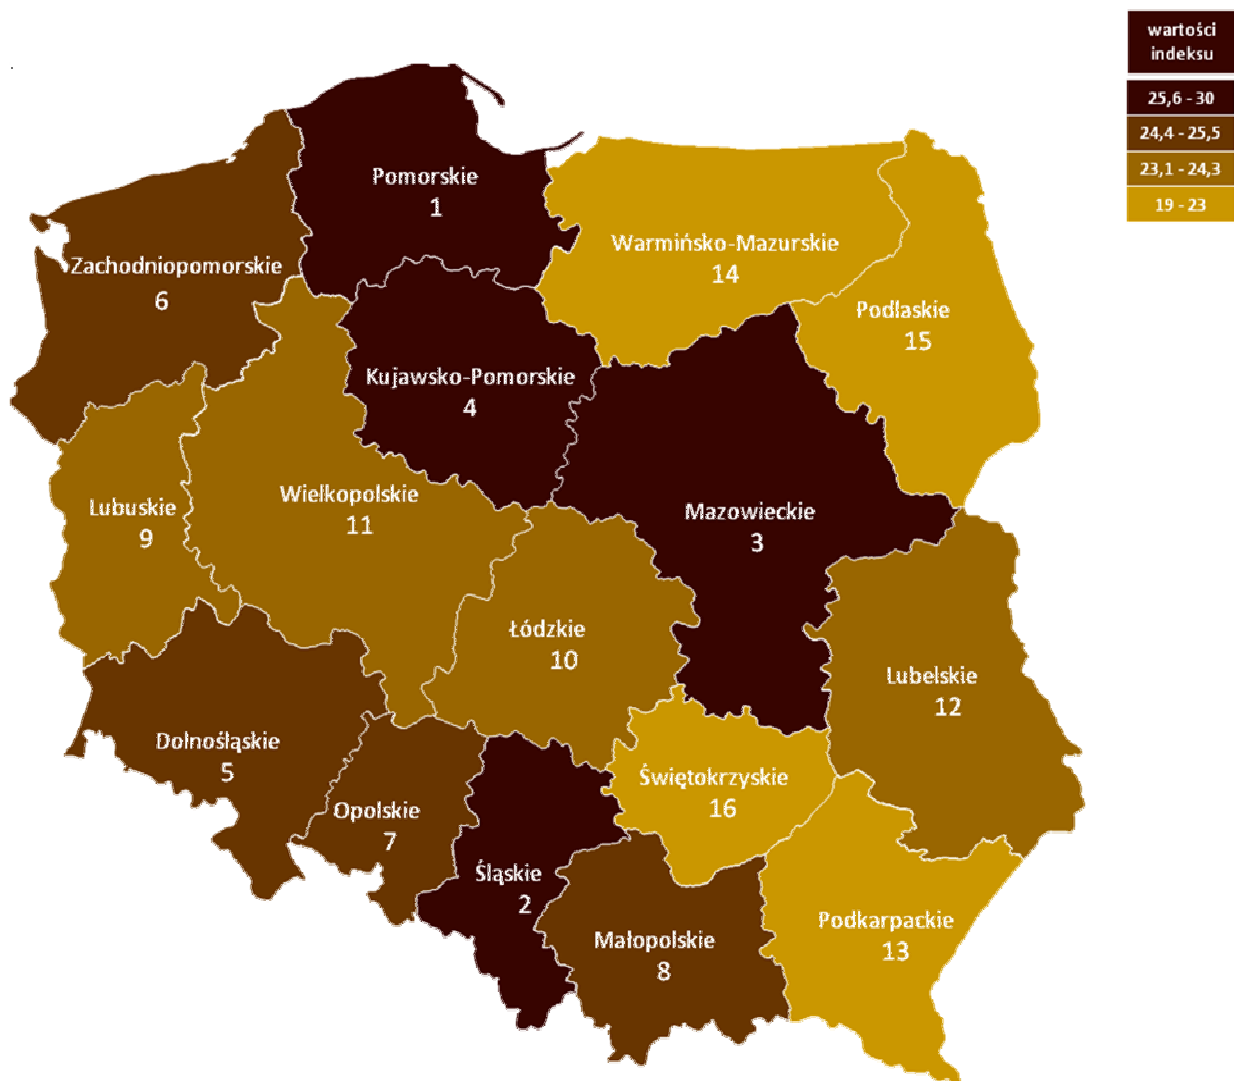 wartości
indeksu
25,6 - 30
24,4 - 25,5
23,1 - 24,3
19 - 23
Pomorskie
1
Warmińsko-Mazurskie
14
Zachodniopomorskie
6
Podlaskie
15
Kujawsko-Pomorskie
4
Wielkopolskie
11
Lubuskie
9
Mazowieckie
3
Łódzkie
10
Lubelskie
12
Dolnośląskie
5
Opolskie
7
Świętokrzyskie
16
Śląskie
2
Małopolskie
8
Podkarpackie
13